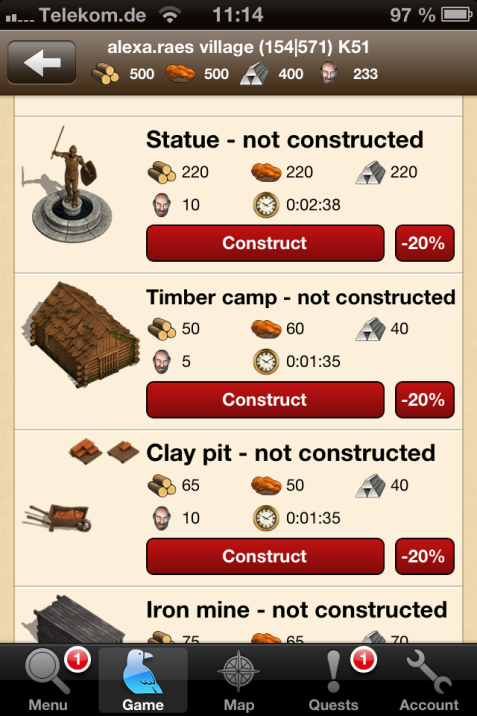 Telekom.de 11:14 97 %
alexa.raes village (154|571) K51
500 500 400 233
Statue - not constructed
220 220 220
10 0:02:38
Construct -20%
Timber camp - not constructed
50 60 40
5 0:01:35
Construct -20%
Clay pit - not constructed
65 50 40
10 0:01:35
Construct -20%
Iron mine - not constructed
75 65 70
1 1
Menu Game Map Quests Account